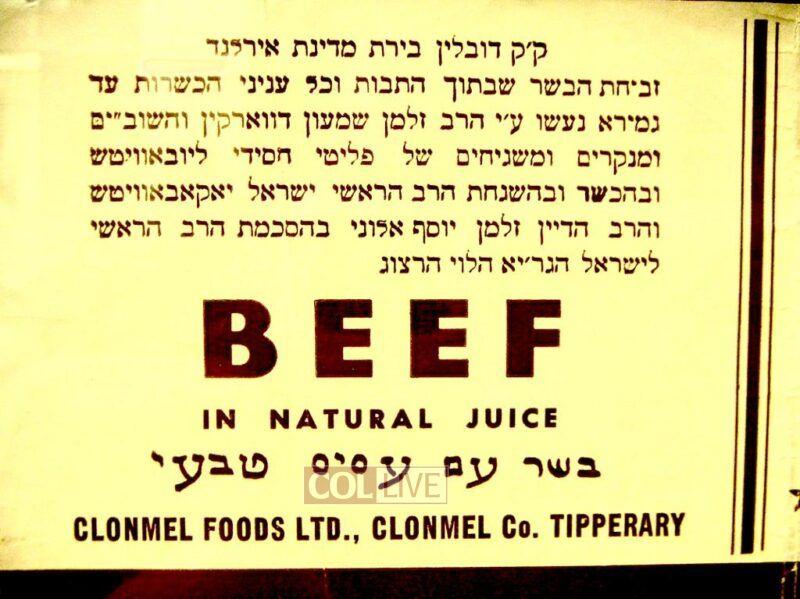 ק״ק דובלין בירת מדינת אירלנד
זביחת הבשר שבתוך התבות וכל עניני הכשרות עד
גמירא נעשו ע״י הרב זלמן שמעון דווארקין והשוב״ים
ומנקרים ומשגיחים של פליטי חסידי ליובאוויטש
ובהכשר ובהשגחת הרב הראשי ישראל יאקאבאוויטש
והרב הדיין זלמן יוסף אלוני בהסכמת הרב הראשי
לישראל הגר״יא הלוי הרצוג
BEEF
IN NATURAL JUICE
בשר עם עסיס טבעי
COLLIVE
CLONMEL FOODS LTD., CLONMEL Co. TIPPERARY